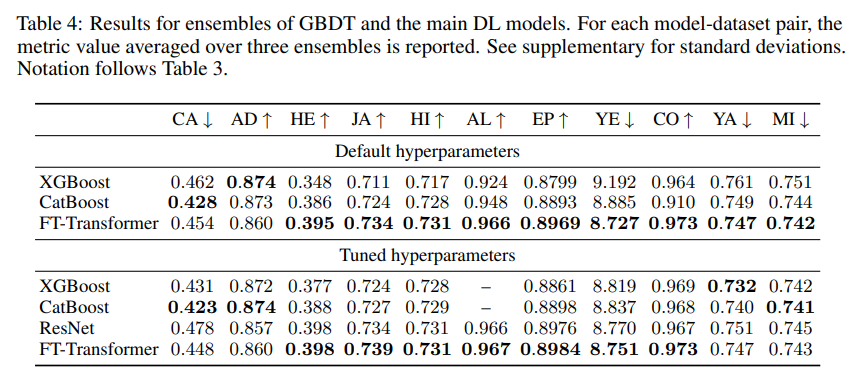 Table 4: Results for ensembles of GBDT and the main DL models. For each model-dataset pair, the
metric value averaged over three ensembles is reported. See supplementary for standard deviations.
Notation follows Table 3.
CA ↓ AD ↑ HE ↑ JA ↑ HI ↑ AL ↑ EP ↑ YE ↓ CO ↑ YA ↓ MI ↓
Default hyperparameters
XGBoost 0.462 0.874 0.348 0.711 0.717 0.924 0.8799 9.192 0.964 0.761 0.751
CatBoost 0.428 0.873 0.386 0.724 0.728 0.948 0.8893 8.885 0.910 0.749 0.744
FT-Transformer 0.454 0.860 0.395 0.734 0.731 0.966 0.8969 8.727 0.973 0.747 0.742
Tuned hyperparameters
XGBoost 0.431 0.872 0.377 0.724 0.728 – 0.8861 8.819 0.969 0.732 0.742
CatBoost 0.423 0.874 0.388 0.727 0.729 – 0.8898 8.837 0.968 0.740 0.741
ResNet 0.478 0.857 0.398 0.734 0.731 0.966 0.8976 8.770 0.967 0.751 0.745
FT-Transformer 0.448 0.860 0.398 0.739 0.731 0.967 0.8984 8.751 0.973 0.747 0.743